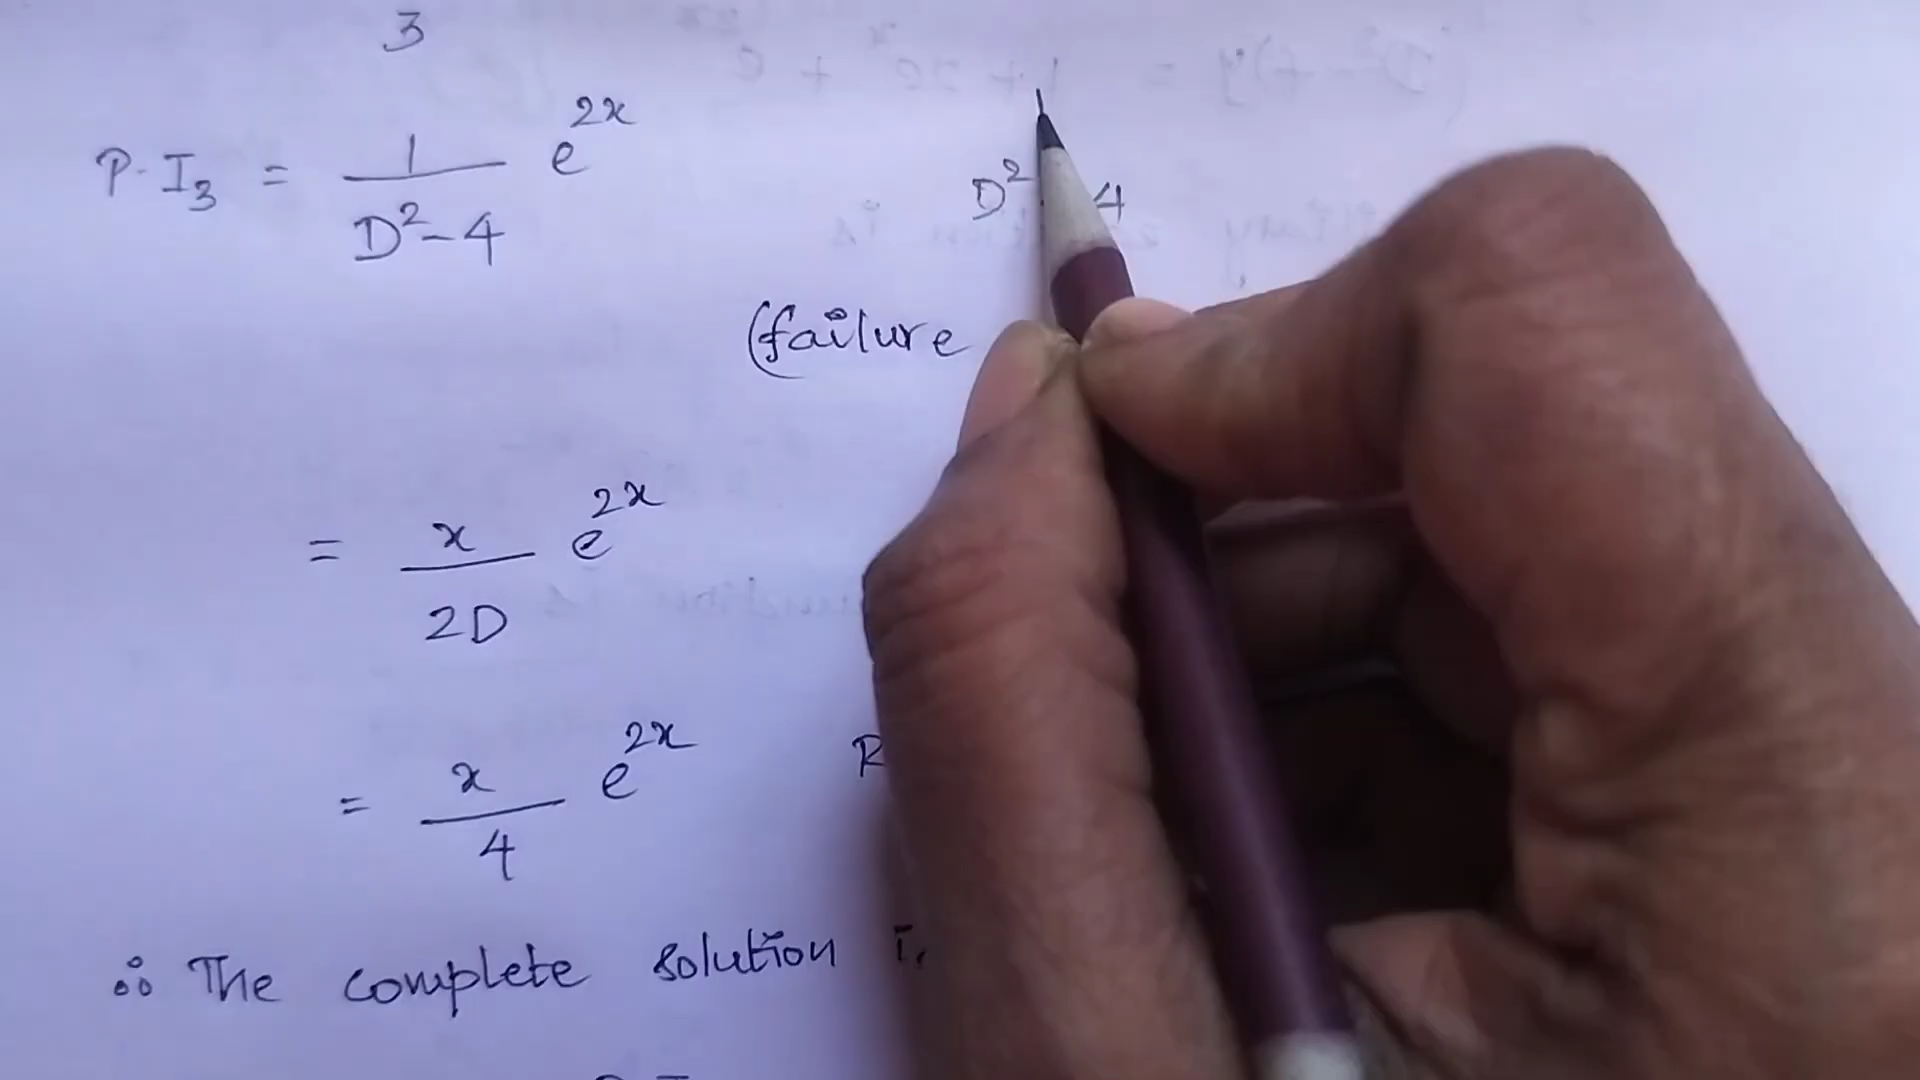 3
P.I₃ = 1/(D²-4) e^2x
D² 4
(failure
= x/2D e^2x
= x/4 e^2x R
∴ The complete solution